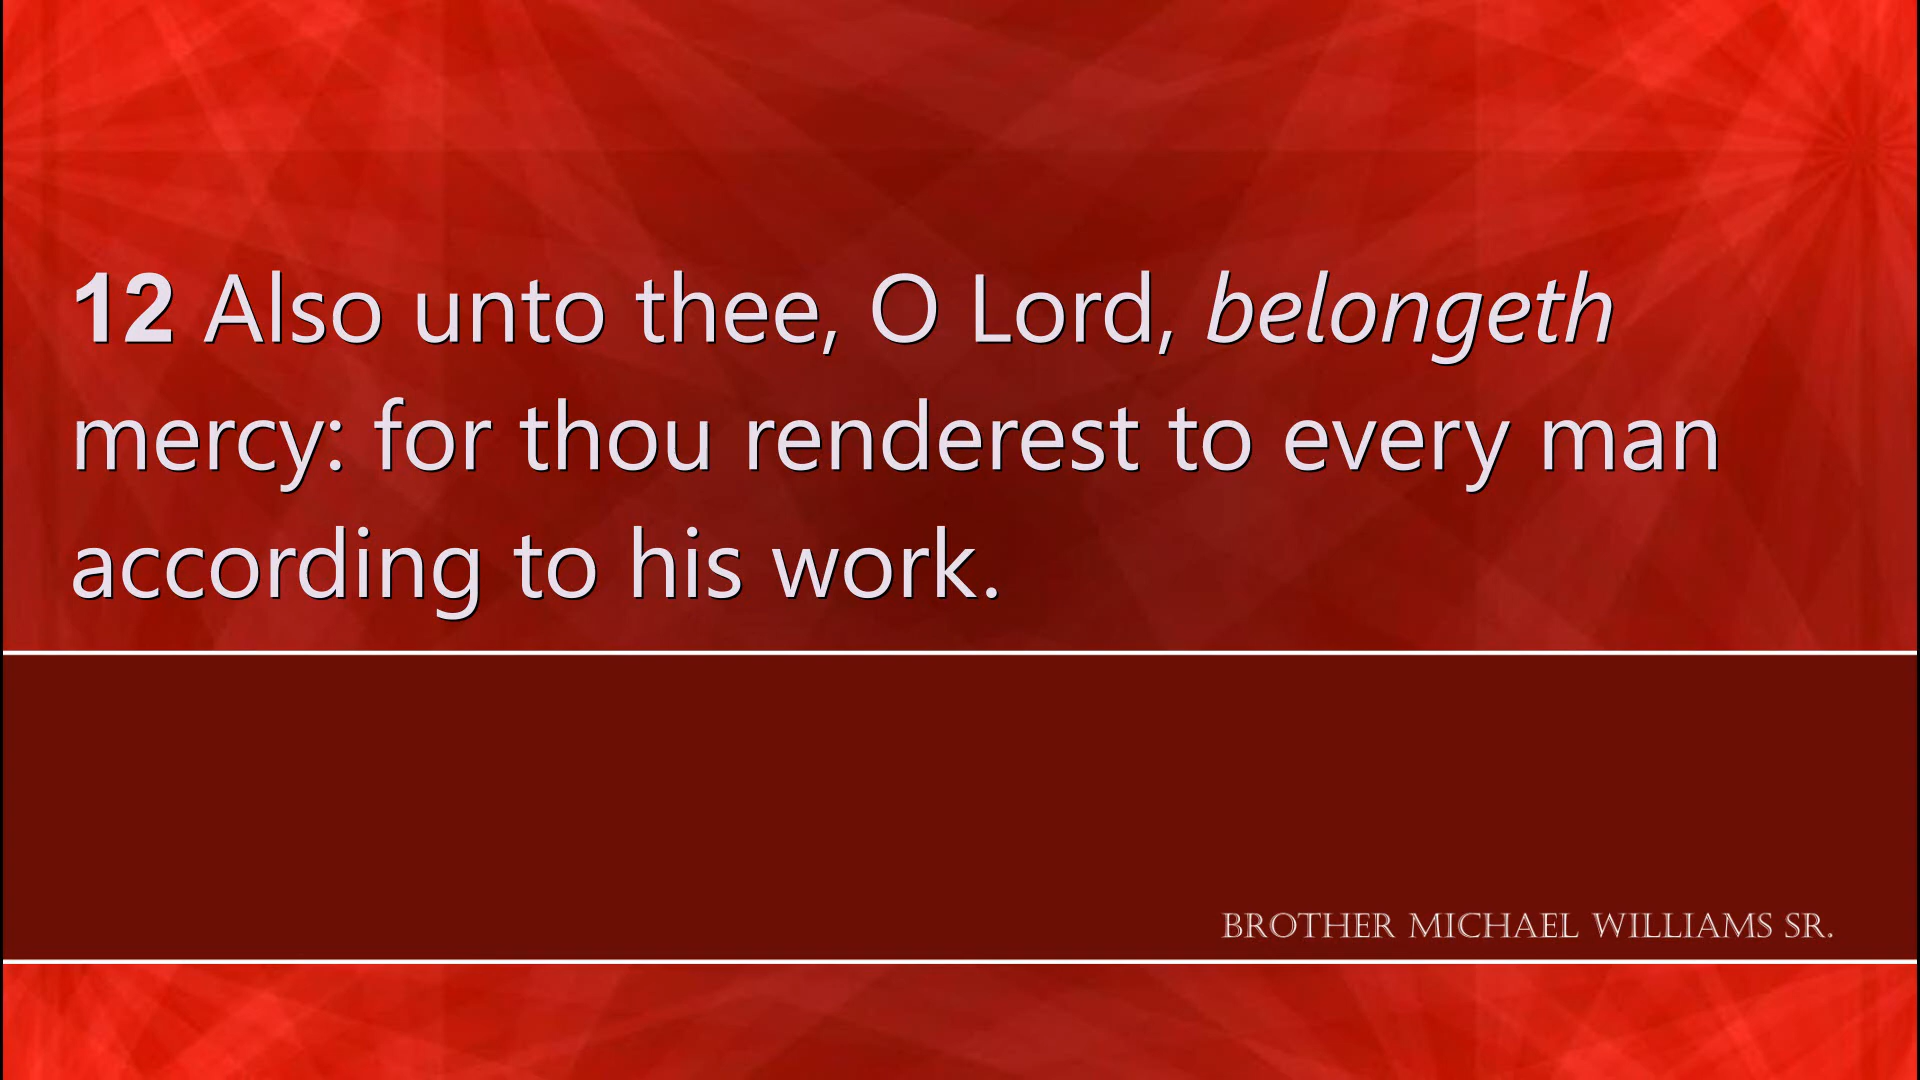 12 Also unto thee, O Lord, belongeth
mercy: for thou renderest to every man
according to his work.
BROTHER MICHAEL WILLIAMS SR.